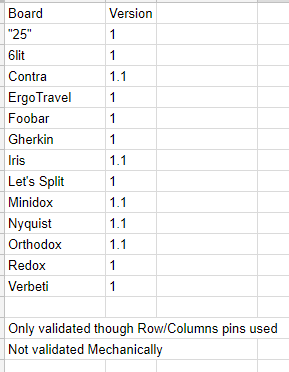 Board Version
"25" 1
6lit 1
Contra 1.1
ErgoTravel 1
Foobar 1
Gherkin 1
Iris 1.1
Let's Split 1
Minidox 1.1
Nyquist 1.1
Orthodox 1.1
Redox 1
Verbeti 1
Only validated though Row/Columns pins used
Not validated Mechanically